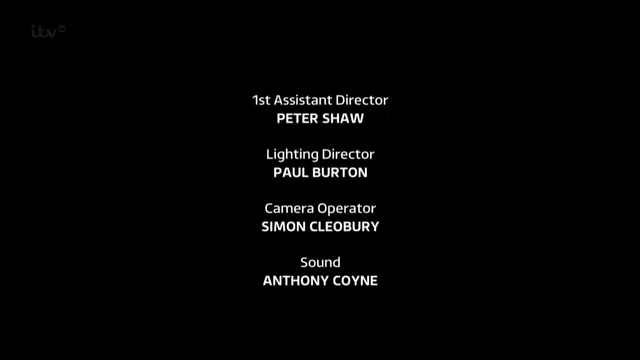 itv
1st Assistant Director
PETER SHAW
Lighting Director
PAUL BURTON
Camera Operator
SIMON CLEOBURY
Sound
ANTHONY COYNE